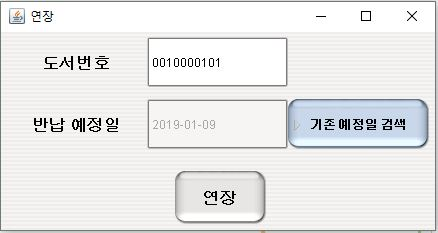 연장
도서번호
0010000101
반납 예정일
2019-01-09
기존 예정일 검색
연장